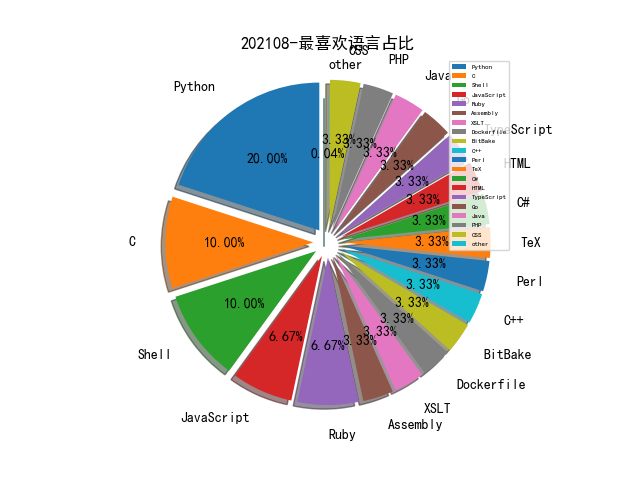 202108-最喜欢语言占比
Python
C
Shell
JavaScript
Ruby
Assembly
XSLT
Dockerfile
BitBake
C++
Perl
TeX
C#
HTML
TypeScript
Java
PHP
CSS
other
20.00%
10.00%
10.00%
6.67%
6.67%
3.33%
3.33%
3.33%
3.33%
3.33%
3.33%
3.33%
3.33%
3.33%
3.33%
3.33%
3.33%
3.33%
3.33%
0.04%
Python
C
Shell
JavaScript
Ruby
Assembly
XSLT
Dockerfile
BitBake
C++
Perl
TeX
C#
HTML
TypeScript
Go
Java
PHP
CSS
other